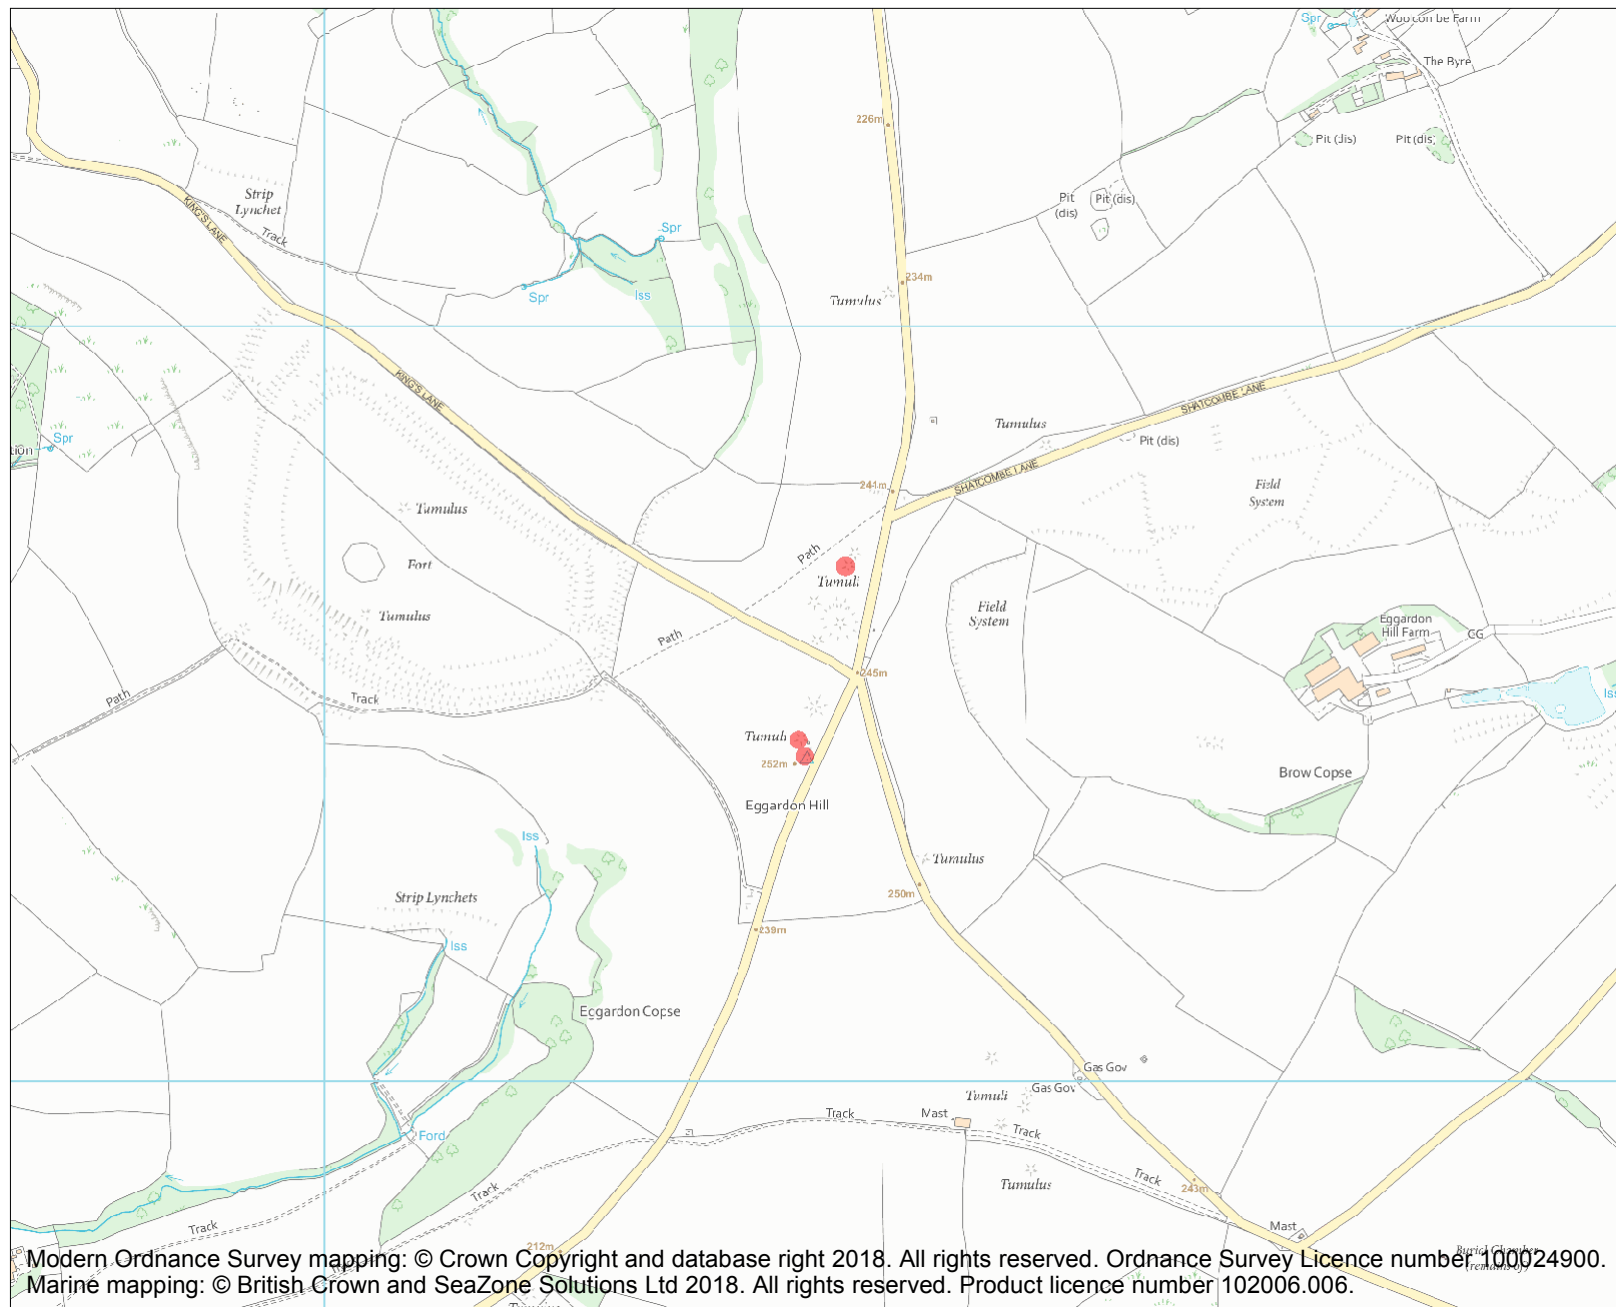 Spr
The Byre
226m
Pit (dis)
Pit (dis)
Strip
Lynchet
Pit
(dis)
Pit (dis)
KING'S LANE
Track
Spr
234m
Spr
Iss
Tumulus
KING'S LANE
SHATCOMBE LANE
Tumulus
Pit (dis)
Spr
SHATCOMBE LANE
244m
Field
System
Tumulus
Path
Fort
Tumuli
Tumulus
Field
System
Eggardon
Hill Farm
CG
Path
245m
Path
Track
Iss
Tumuli
252m
Brow Copse
Eggardon Hill
Iss
Tumulus
250m
Strip Lynchets
239m
Iss
Eggardon Copse
Gas Gov
Gas Gov
Tumuli
Track
Mast
Track
Ford
Track
Tumulus
Track
243m
Track
Mast
212m
Modern Ordnance Survey mapping: © Crown Copyright and database right 2018. All rights reserved. Ordnance Survey Licence number 100024900.
Marine mapping: © British Crown and SeaZone Solutions Ltd 2018. All rights reserved. Product licence number 102006.006.